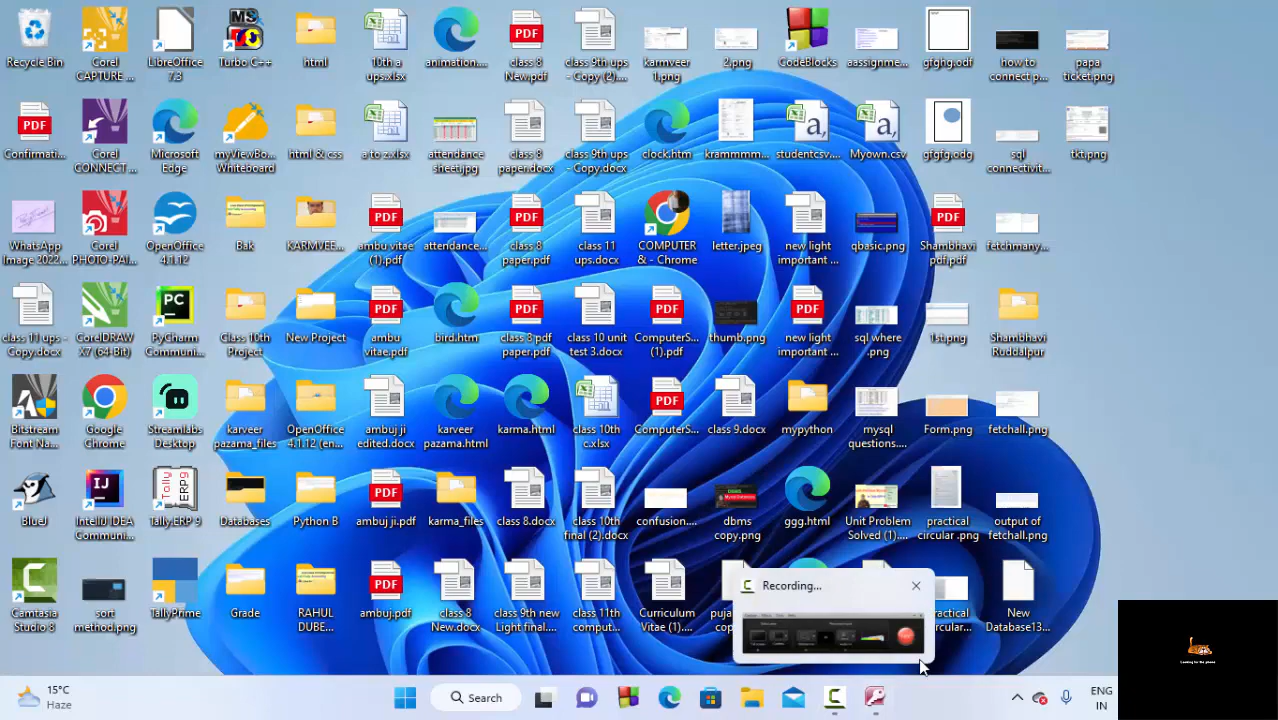 Recycle Bin
Corel
CAPTURE ...
LibreOffice
7.3
Turbo C++
html
10th a
ups.xlsx
animation....
class 8
New.pdf
class 9th ups
- Copy (2)....
karmveer
1.png
2.png
CodeBlocks
aassignme...
gfghg.odf
how to
connect p...
papa
ticket.png
Confirmati...
Corel
CONNECT...
Microsoft
Edge
myViewBo...
Whiteboard
html & css
a to z.xlsx
attendance
sheet.jpg
class 8
paper.docx
class 9th ups
- Copy.docx
clock.htm
krammmm...
studentcsv....
Myown.csv
gfgfg.odg
sql
connectivit...
tkt.png
WhatsApp
Image 2022...
Corel
PHOTO-PAI...
OpenOffice
4.1.12
Bak
KARMVEE...
ambu vitae
(1).pdf
attendance...
class 8
paper.pdf
class 11
ups.docx
COMPUTER
& - Chrome
letter.jpeg
new light
important ...
qbasic.png
Shambhavi
pdf.pdf
fetchmany...
class 11 ups -
Copy.docx
CorelDRAW
X7 (64-Bit)
PyCharm
Communi...
Class 10th
Project
New Project
ambu
vitae.pdf
bird.htm
class 8 pdf
paper.pdf
class 10 unit
test 3.docx
ComputerS...
(1).pdf
thumb.png
new light
important ...
sql where
.png
1st.png
Shambhavi
Ruddalpur
Bitstream
Font Na...
Google
Chrome
Streamlabs
Desktop
karveer
pazama_files
OpenOffice
4.1.12 (en...
ambuj ji
edited.docx
karveer
pazama.html
karma.html
class 10th
c.xlsx
ComputerS...
class 9.docx
mypython
mysql
questions....
Form.png
fetchall.png
BlueJ
IntelliJ IDEA
Communi...
Tally.ERP 9
Databases
Python B
ambuj ji.pdf
karma_files
class 8.docx
class 10th
final (2).docx
confusion....
dbms
copy.png
ggg.html
Unit Problem
Solved (1)....
practical
circular .png
output of
fetchall.png
Camtasia
Studio 8
sort
method.png
TallyPrime
Grade
RAHUL
DUBE...
ambuj.pdf
class 8
New.docx
class 9th new
Light final....
class 11th
comput...
Curriculum
Vitae (1)....
New
Database13...
Recording...
15°C
Haze
Search
ENG
IN